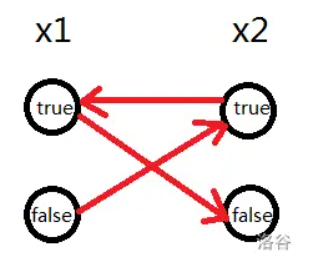 x1 x2
true true
false false
洛谷